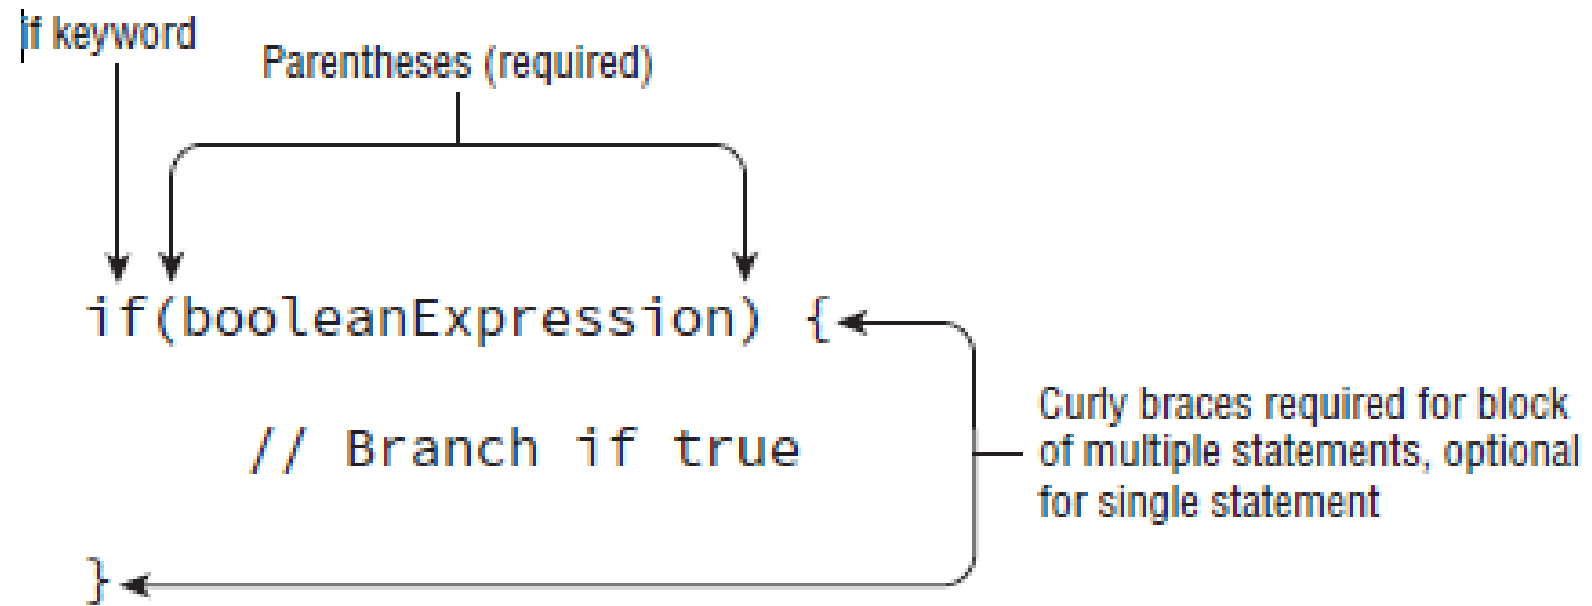 if keyword
Parentheses (required)
if(booleanExpression) {
// Branch if true
}
Curly braces required for block
of multiple statements, optional
for single statement